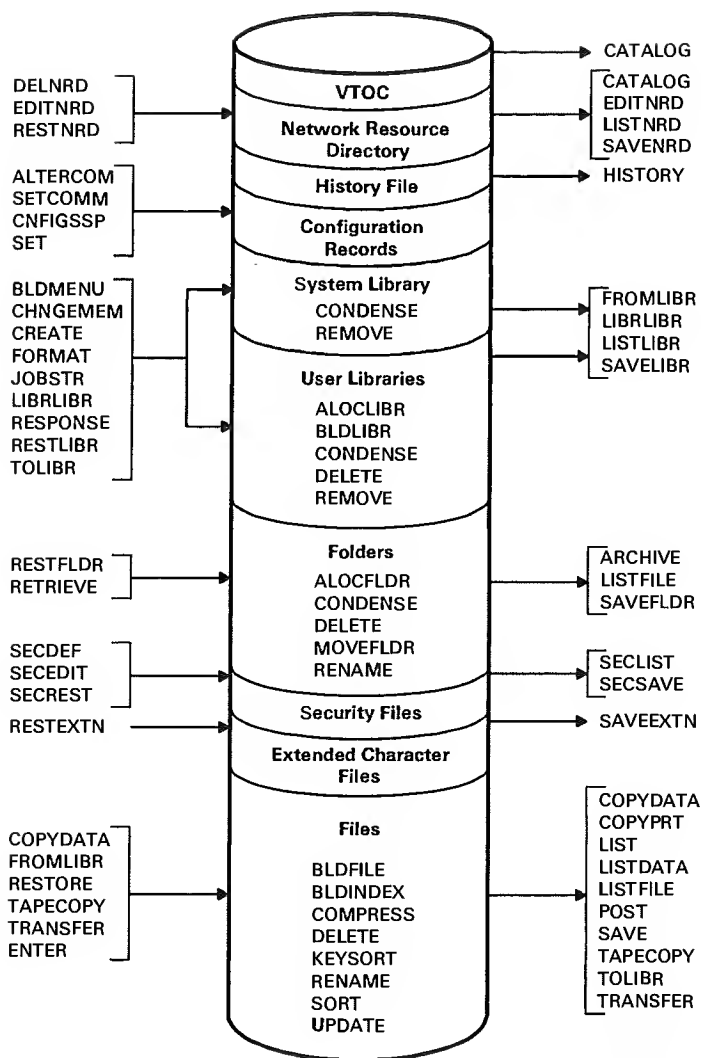 CATALOG
VTOC
DELNRD
EDITNRD
RESTNRD
Network Resource
Directory
CATALOG
EDITNRD
LISTNRD
SAVENRD
History File
HISTORY
ALTERCOM
SETCOMM
CNFIGSSP
SET
Configuration
Records
BLDMENU
CHNGEMEM
CREATE
FORMAT
JOBSTR
LIBRLIBR
RESPONSE
RESTLIBR
TOLIBR
System Library
CONDENSE
REMOVE
User Libraries
ALOCLIBR
BLDLIBR
CONDENSE
DELETE
REMOVE
FROMLIBR
LIBRLIBR
LISTLIBR
SAVELIBR
RESTFLDR
RETRIEVE
Folders
ALOCFLDR
CONDENSE
DELETE
MOVEFLDR
RENAME
ARCHIVE
LISTFILE
SAVEFLDR
SECDEF
SECEDIT
SECREST
Security Files
SECLIST
SECSAVE
RESTEXTN
Extended Character
Files
SAVEEXTN
COPYDATA
FROMLIBR
RESTORE
TAPECOPY
TRANSFER
ENTER
Files
BLDFILE
BLDINDEX
COMPRESS
DELETE
KEYSORT
RENAME
SORT
UPDATE
COPYDATA
COPYPRT
LIST
LISTDATA
LISTFILE
POST
SAVE
TAPECOPY
TOLIBR
TRANSFER